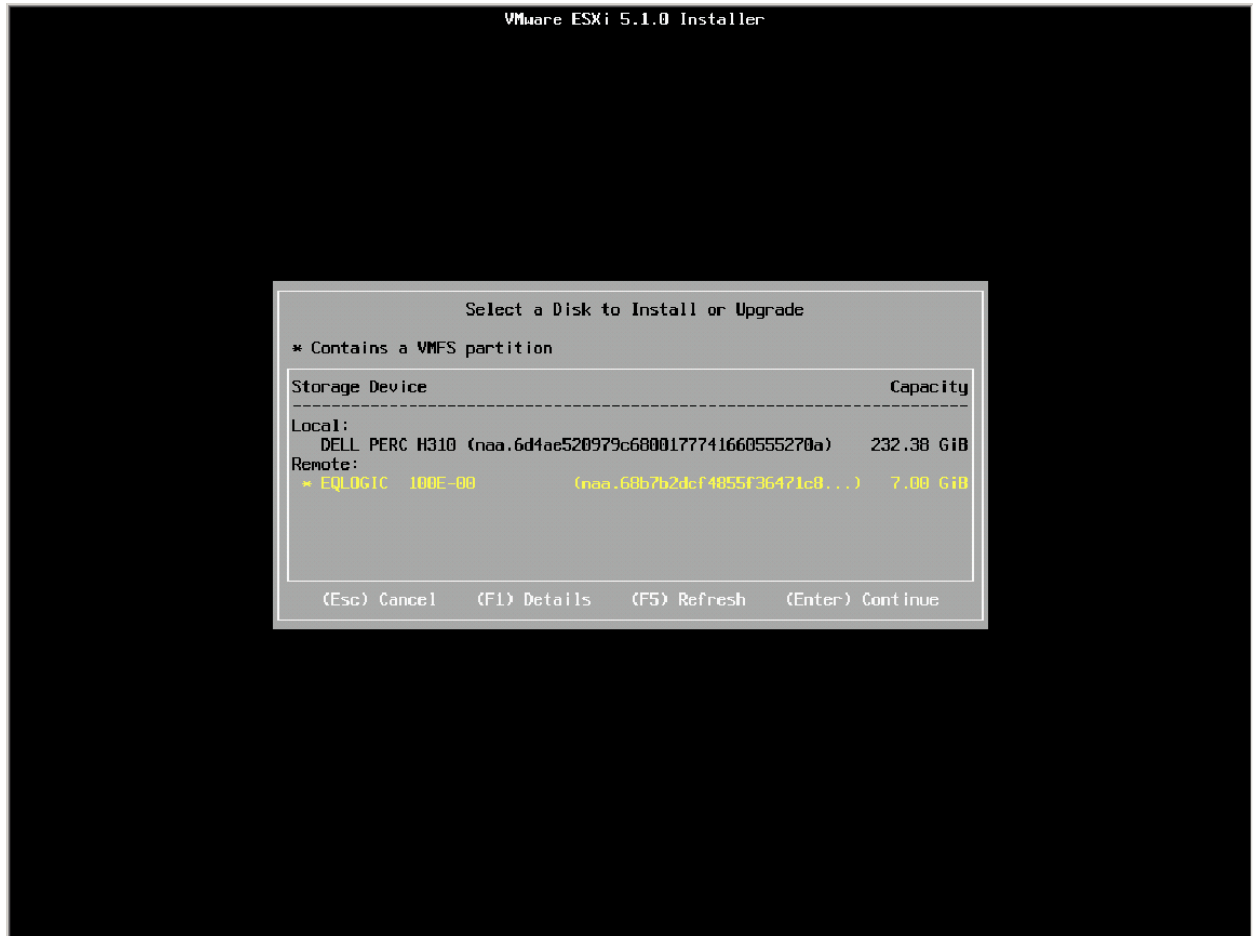 VMware ESXi 5.1.0 Installer
Select a Disk to Install or Upgrade
* Contains a VMFS partition
Storage Device Capacity
--------------------------------------------------------------------
Local:
DELL PERC H310 (naa.6d4ae520979c6800177741660555270a) 232.38 GiB
Remote:
* EQLOGIC 100E-00 (naa.68b7b2dcf4855f36471c8...) 7.00 GiB
(Esc) Cancel (F1) Details (F5) Refresh (Enter) Continue